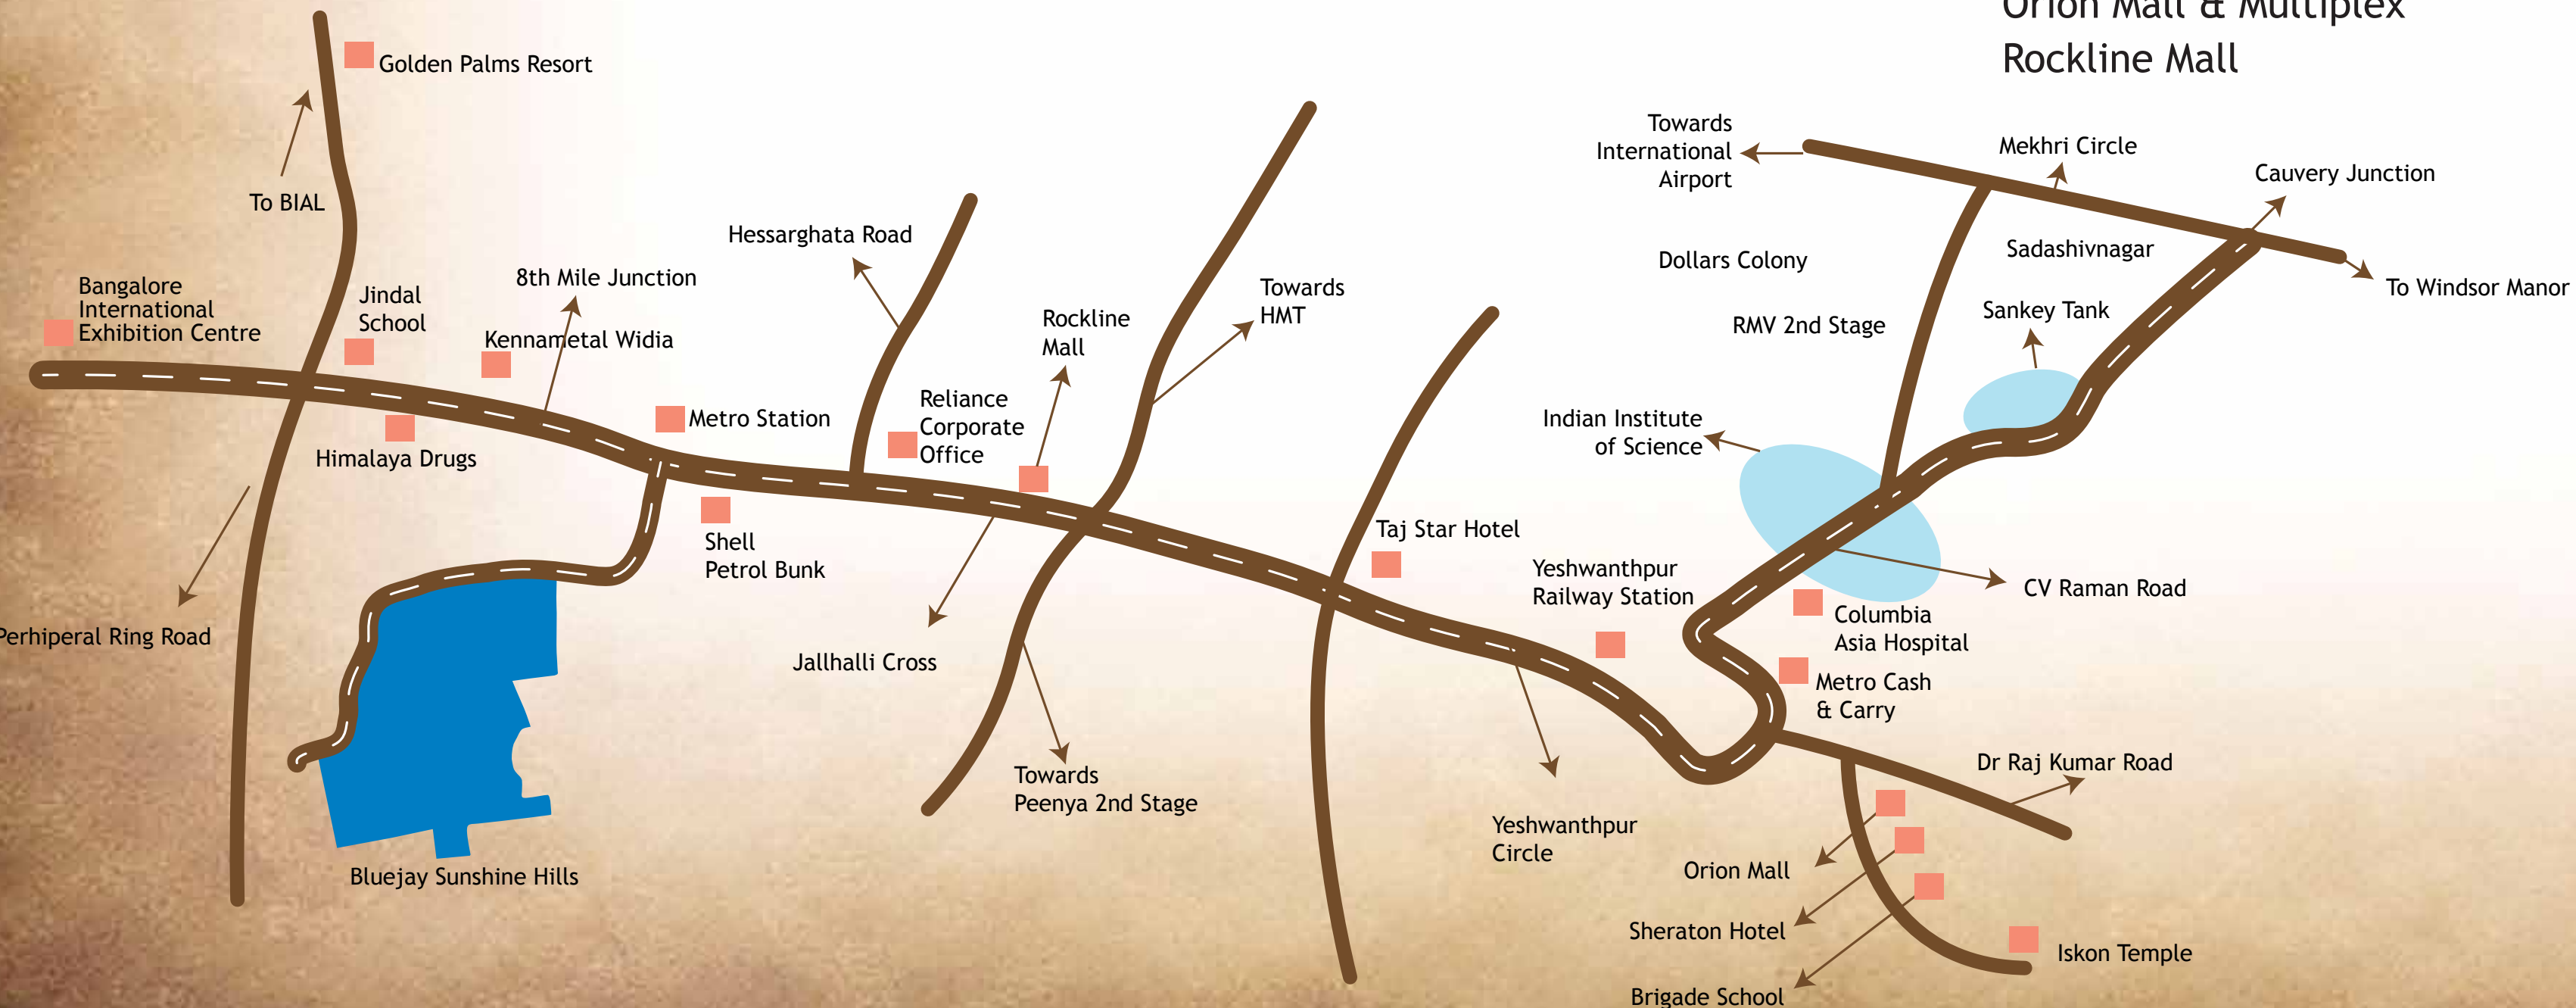 Orion Mall & Multiplex
Rockline Mall
Golden Palms Resort
To BIAL
Bangalore
International
Exhibition Centre
Jindal
School
8th Mile Junction
Kennametal Widia
Himalaya Drugs
Metro Station
Shell
Petrol Bunk
Perhiperal Ring Road
Bluejay Sunshine Hills
Hessarghata Road
Reliance
Corporate
Office
Rockline
Mall
Jallhalli Cross
Towards
HMT
Towards
Peenya 2nd Stage
Taj Star Hotel
Yeshwanthpur
Railway Station
Yeshwanthpur
Circle
Towards
International
Airport
Mekhri Circle
Cauvery Junction
To Windsor Manor
Dollars Colony
Sadashivnagar
RMV 2nd Stage
Sankey Tank
Indian Institute
of Science
CV Raman Road
Columbia
Asia Hospital
Metro Cash
& Carry
Dr Raj Kumar Road
Orion Mall
Sheraton Hotel
Brigade School
Iskon Temple